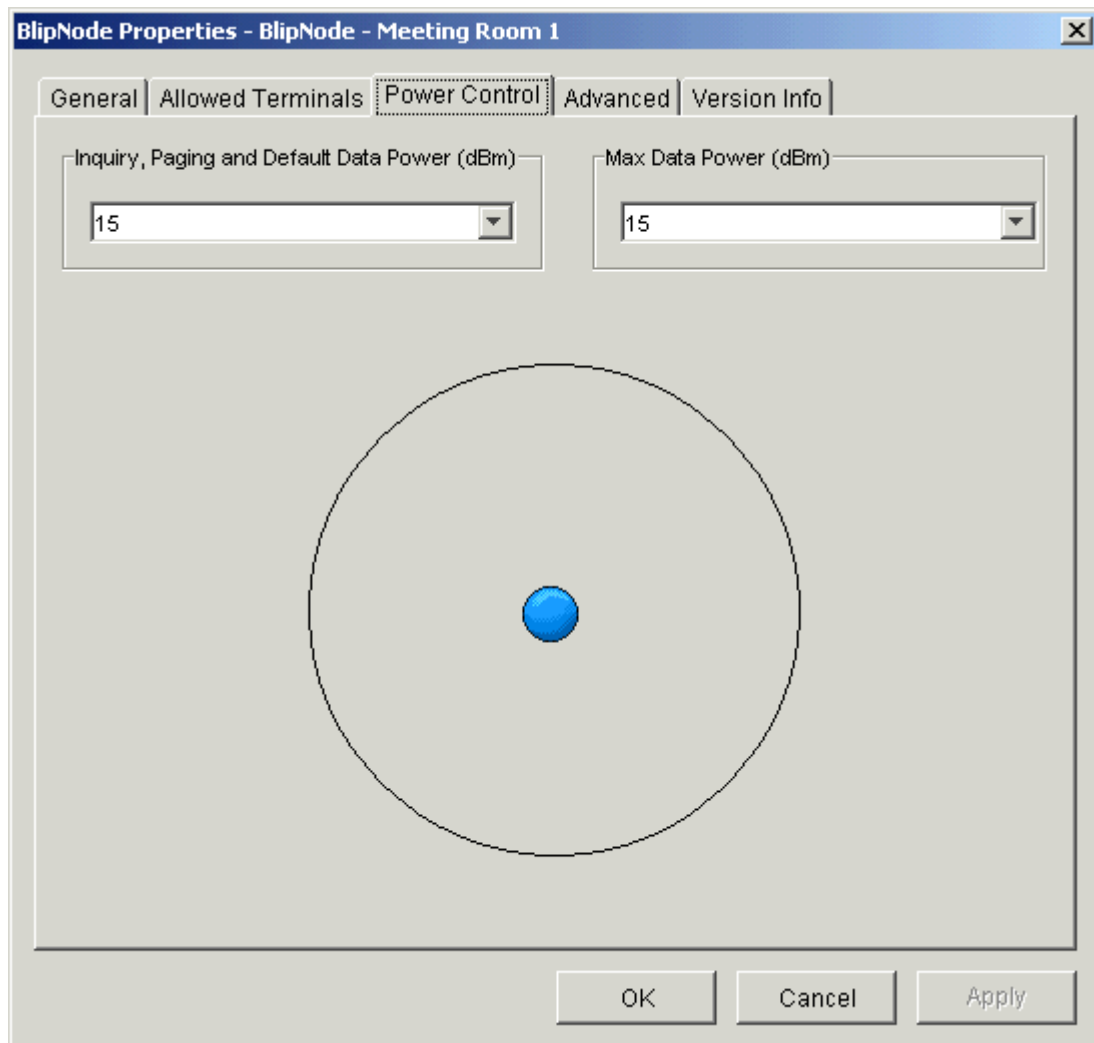 BlipNode Properties - BlipNode - Meeting Room 1
General Allowed Terminals Power Control Advanced Version Info
Inquiry, Paging and Default Data Power (dBm) Max Data Power (dBm)
15 15
OK Cancel Apply